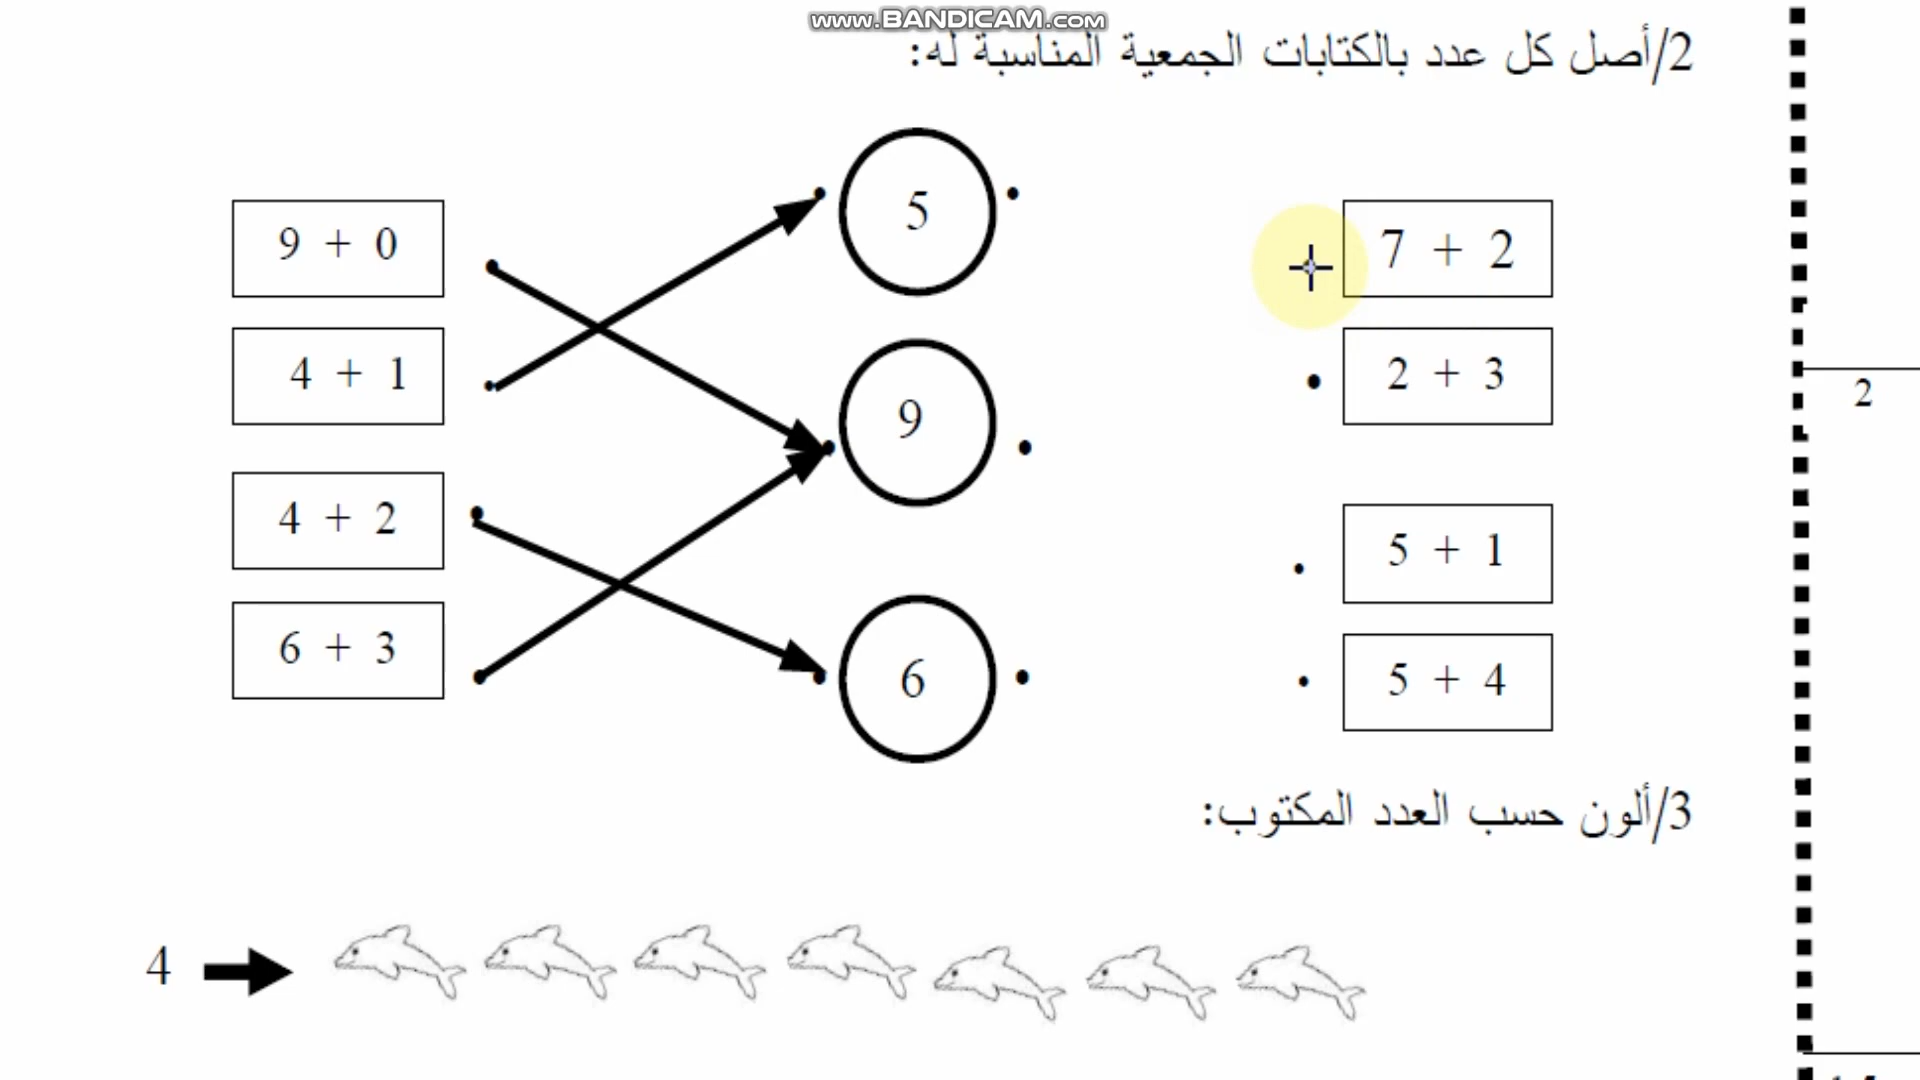 www.BANDICAM.com
2/أصل كل عدد بالكتابات الجمعية المناسبة له:
5
9 + 0
7 + 2
4 + 1
2 + 3
2
9
4 + 2
5 + 1
6 + 3
6
5 + 4
3/ألون حسب العدد المكتوب:
4